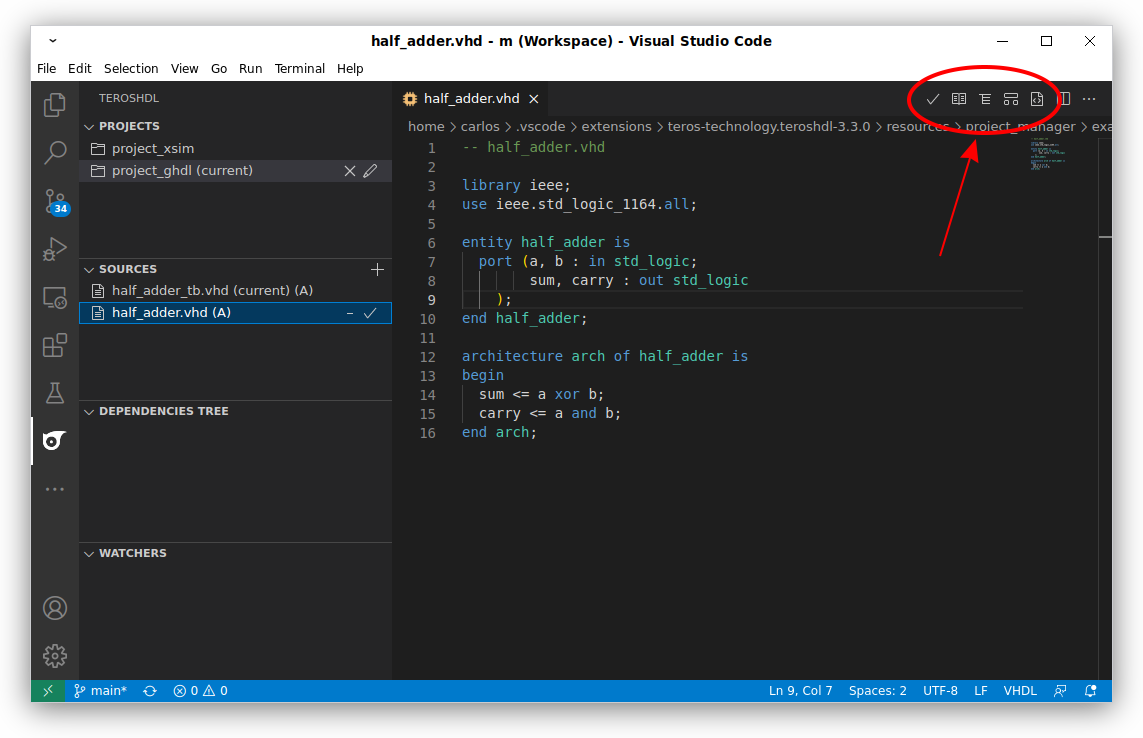 half_adder.vhd - m (Workspace) - Visual Studio Code
File Edit Selection View Go Run Terminal Help
TEROSHDL
PROJECTS
project_xsim
project_ghdl (current)
34
SOURCES
half_adder_tb.vhd (current) (A)
half_adder.vhd (A)
DEPENDENCIES TREE
WATCHERS
half_adder.vhd
home > carlos > .vscode > extensions > teros-technology.teroshdl-3.3.0 > resources > project_manager > exa
1 -- half_adder.vhd
2
3 library ieee;
4 use ieee.std_logic_1164.all;
5
6 entity half_adder is
7 port (a, b : in std_logic;
8 sum, carry : out std_logic
9 );
10 end half_adder;
11
12 architecture arch of half_adder is
13 begin
14 sum <= a xor b;
15 carry <= a and b;
16 end arch;
main* 0 0 Ln 9, Col 7 Spaces: 2 UTF-8 LF VHDL